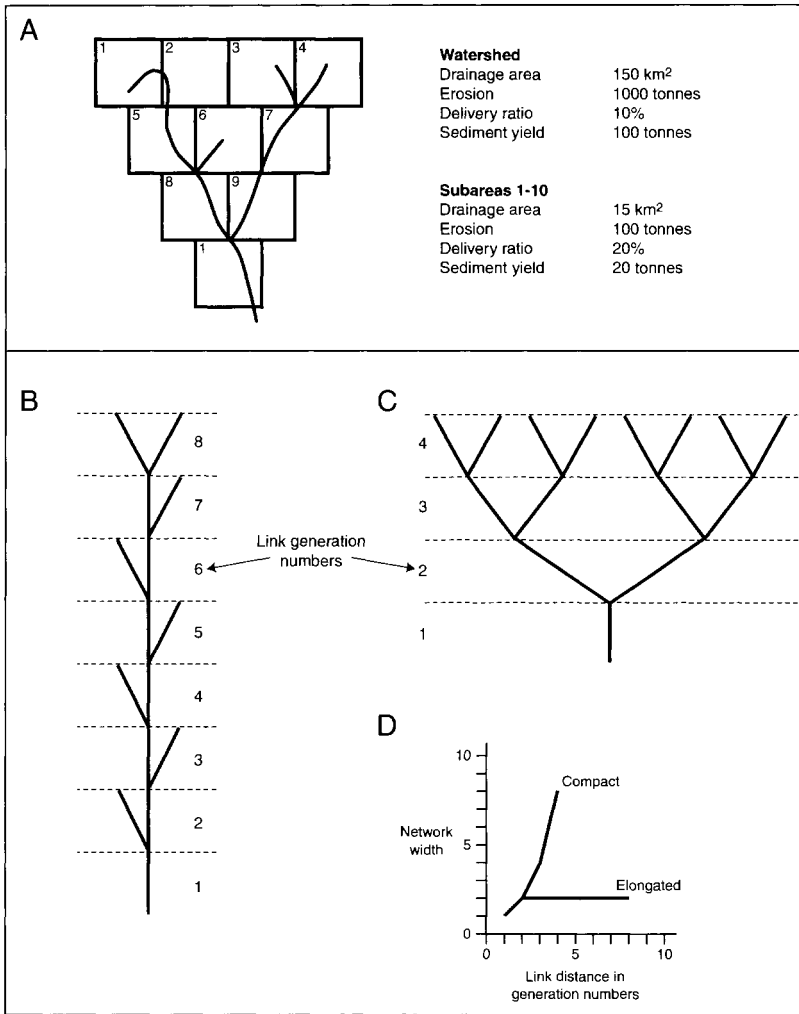 A
1 2 3 4
5 6 7
8 9
1
Watershed
Drainage area 150 km²
Erosion 1000 tonnes
Delivery ratio 10%
Sediment yield 100 tonnes
Subareas 1-10
Drainage area 15 km²
Erosion 100 tonnes
Delivery ratio 20%
Sediment yield 20 tonnes
B
8
7
6
5
4
3
2
1
Link generation
numbers
C
4
3
2
1
D
10
5
0
Network
width
Compact
Elongated
0 5 10
Link distance in
generation numbers